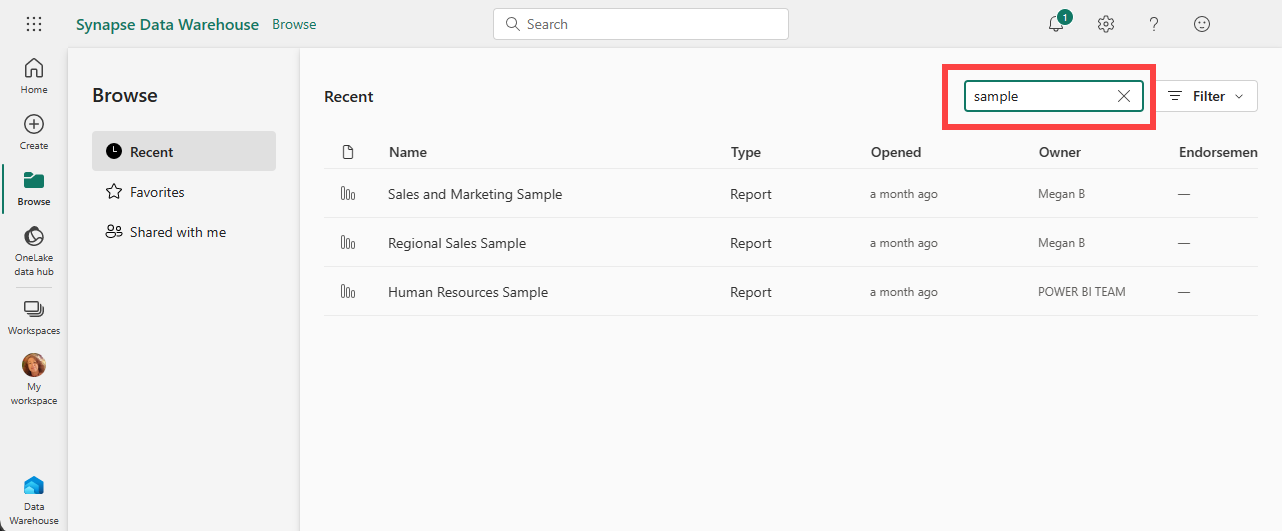 Synapse Data Warehouse Browse
Search
1
?
Home
Create
Browse
OneLake
data hub
Workspaces
My
workspace
Data
Warehouse
Browse
Recent
Favorites
Shared with me
Recent
sample
Filter
Name Type Opened Owner Endorsemen
Sales and Marketing Sample Report a month ago Megan B —
Regional Sales Sample Report a month ago Megan B —
Human Resources Sample Report a month ago POWER BI TEAM —